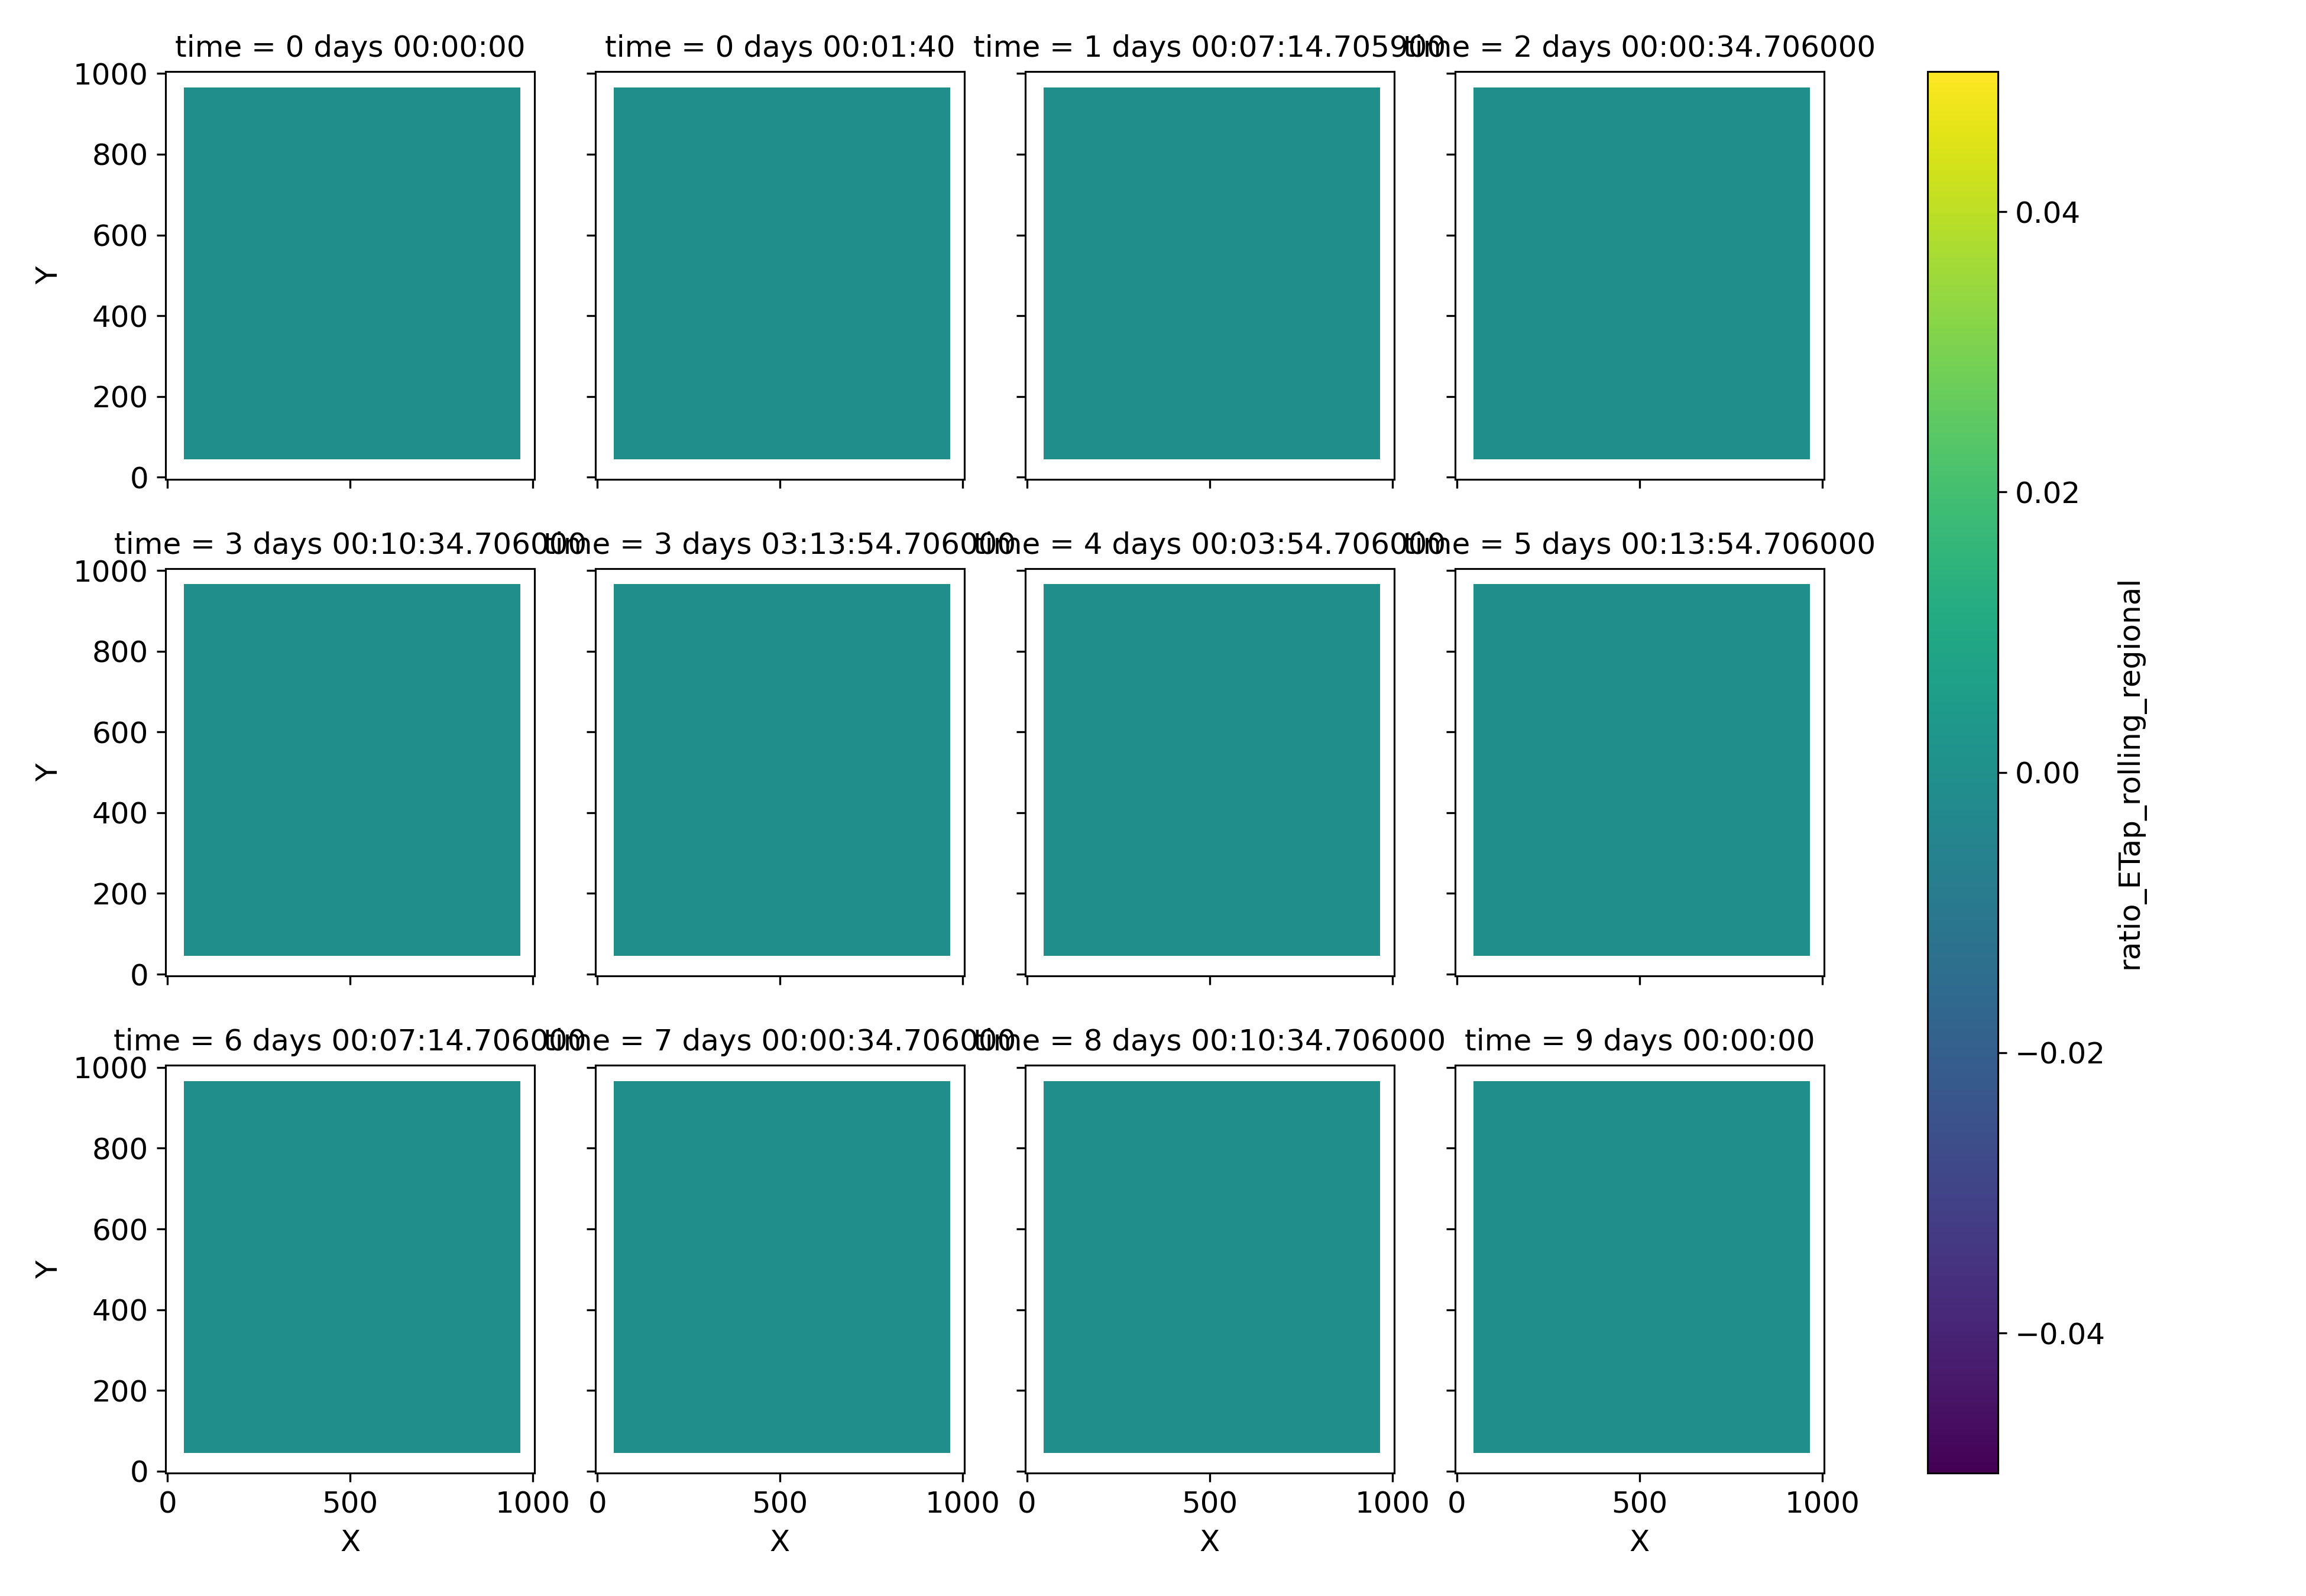 time = 0 days 00:00:00
time = 0 days 00:01:40
time = 1 days 00:07:14.705900
time = 2 days 00:00:34.706000
1000
800
600
400
200
0
Y
time = 3 days 00:10:34.706000
time = 3 days 03:13:54.706000
time = 4 days 00:03:54.706000
time = 5 days 00:13:54.706000
1000
800
600
400
200
0
Y
time = 6 days 00:07:14.706000
time = 7 days 00:00:34.706000
time = 8 days 00:10:34.706000
time = 9 days 00:00:00
1000
800
600
400
200
0
Y
0 500 1000
X
0 500 1000
X
0 500 1000
X
0 500 1000
X
0.04
0.02
0.00
−0.02
−0.04
ratio_ETap_rolling_regional